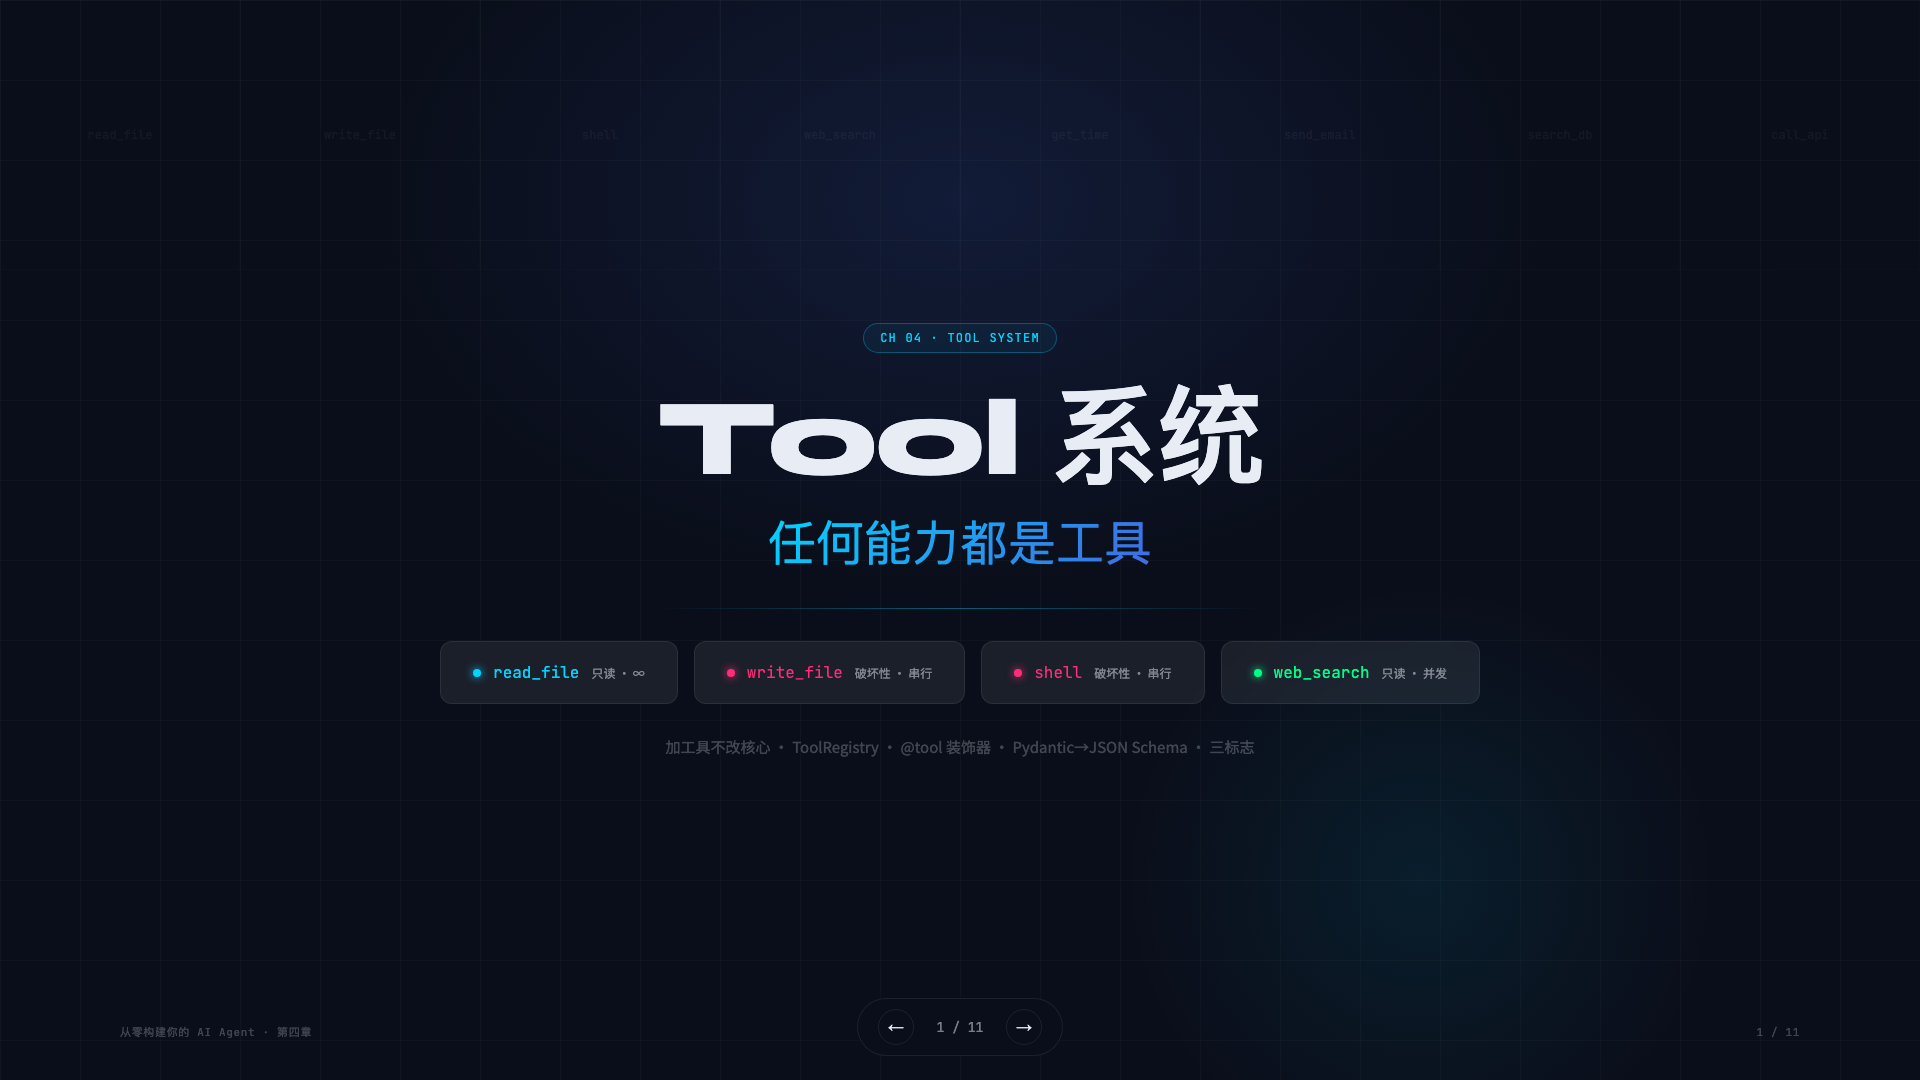 read_file write_file shell web_search get_time send_email search_db call_api
CH 04 · TOOL SYSTEM
Tool 系统
任何能力都是工具
read_file 只读 · ∞
write_file 破坏性 · 串行
shell 破坏性 · 串行
web_search 只读 · 并发
加工具不改核心 · ToolRegistry · @tool 装饰器 · Pydantic→JSON Schema · 三标志
从零构建你的 AI Agent · 第四章
← 1 / 11 →
1 / 11